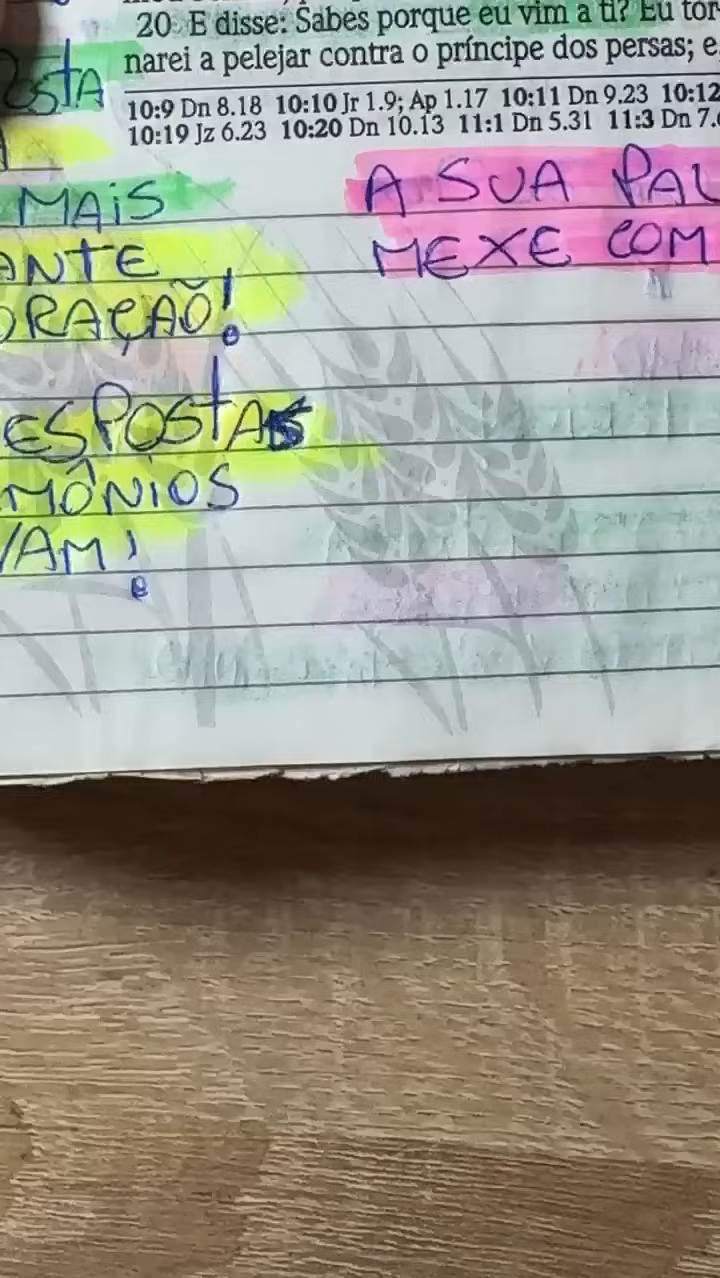 20 E disse: Sabes porque eu vim a ti? Eu tor-
narei a pelejar contra o príncipe dos persas; e,
10:9 Dn 8.18 10:10 Jr 1.9; Ap 1.17 10:11 Dn 9.23 10:12
10:19 Jz 6.23 10:20 Dn 10.13 11:1 Dn 5.31 11:3 Dn 7.
OSTA
MAiS
ANTE
ORAÇÃO!
ESPOSTAS
MÔNIOS
VAM!
A SUA PAL
MEXE COM